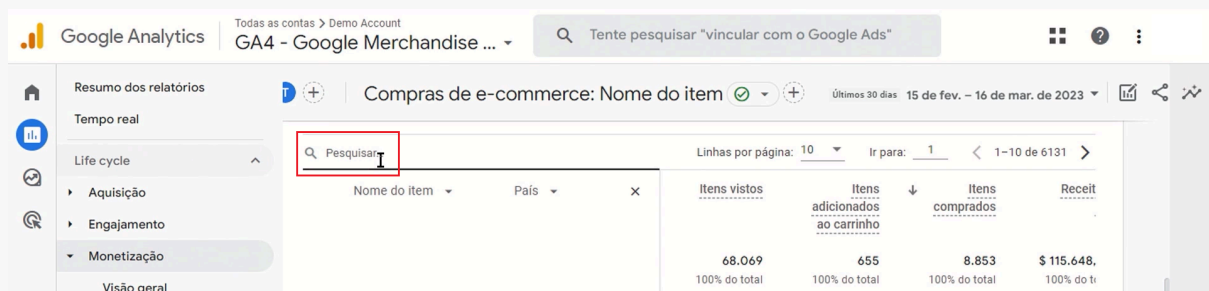 Todas as contas > Demo Account
Google Analytics
GA4 - Google Merchandise ...
Tente pesquisar "vincular com o Google Ads"
Resumo dos relatórios
Tempo real
Life cycle
Aquisição
Engajamento
Monetização
Visão geral
T
Compras de e-commerce: Nome do item
Últimos 30 dias 15 de fev. – 16 de mar. de 2023
Pesquisar
Linhas por página: 10
Ir para: 1
1-10 de 6131
Nome do item
País
Itens vistos
Itens
adicionados
ao carrinho
Itens
comprados
Receit
68.069
655
8.853
$ 115.648,
100% do total
100% do total
100% do total
100% do to